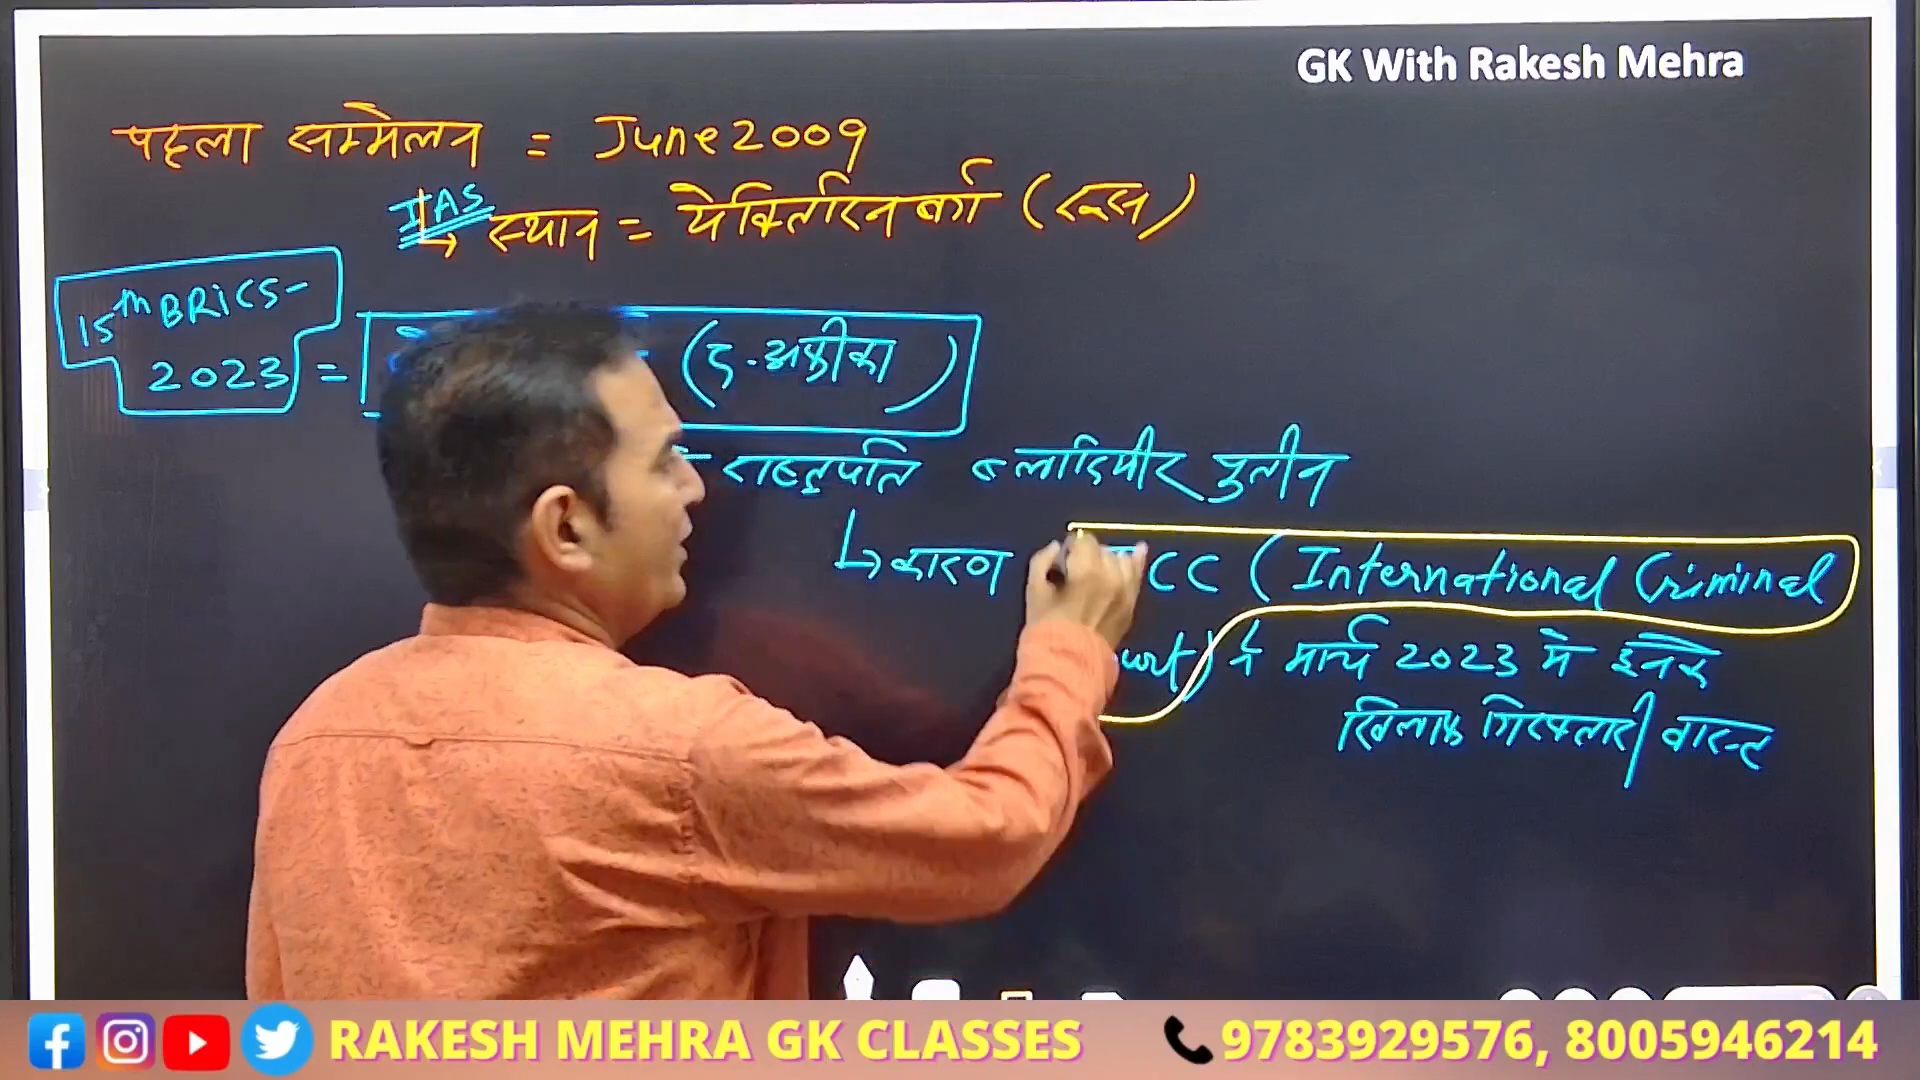 GK With Rakesh Mehra
पहला सम्मेलन = June 2009
IAS
↳ स्थान = येकतिरिनबर्ग (रूस)
15th BRICS-
2023 =
(द. अफ्रीका)
राष्ट्रपति ब्लादिमीर पुतीन
↳ कारण CC (International Criminal
urt) ने मार्च 2023 में इनके
खिलाफ गिरफ्तारी वारन्ट
RAKESH MEHRA GK CLASSES 9783929576, 8005946214